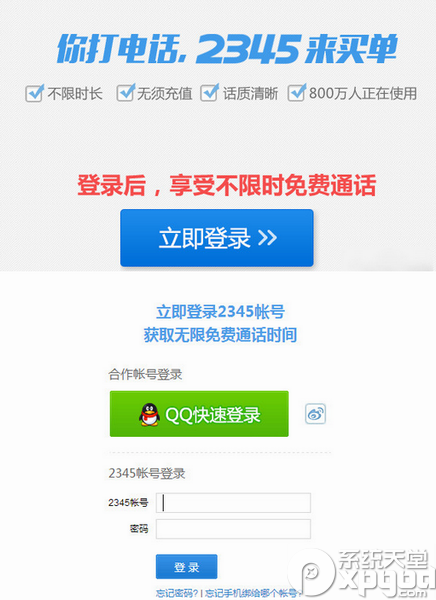 你打电话, 2345来买单
不限时长 无须充值 话质清晰 800万人正在使用
登录后，享受不限时免费通话
立即登录 >>
立即登录2345帐号
获取无限免费通话时间
合作帐号登录
QQ快速登录
2345帐号登录
2345帐号
密码
登 录
忘记密码? | 忘记手机绑给哪个帐号?
系统天堂
xpgod